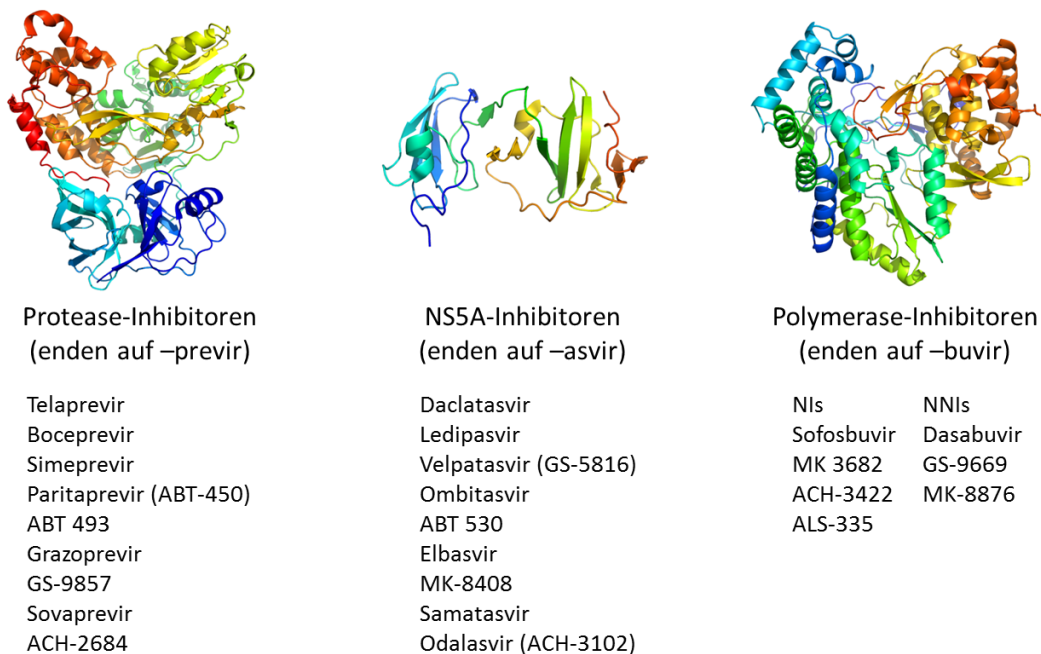 Protease-Inhibitoren
(enden auf –previr)
Telaprevir
Boceprevir
Simeprevir
Paritaprevir (ABT-450)
ABT 493
Grazoprevir
GS-9857
Sovaprevir
ACH-2684
NS5A-Inhibitoren
(enden auf –asvir)
Daclatasvir
Ledipasvir
Velpatasvir (GS-5816)
Ombitasvir
ABT 530
Elbasvir
MK-8408
Samatasvir
Odalasvir (ACH-3102)
Polymerase-Inhibitoren
(enden auf –buvir)
NIs
Sofosbuvir
MK 3682
ACH-3422
ALS-335
NNIs
Dasabuvir
GS-9669
MK-8876